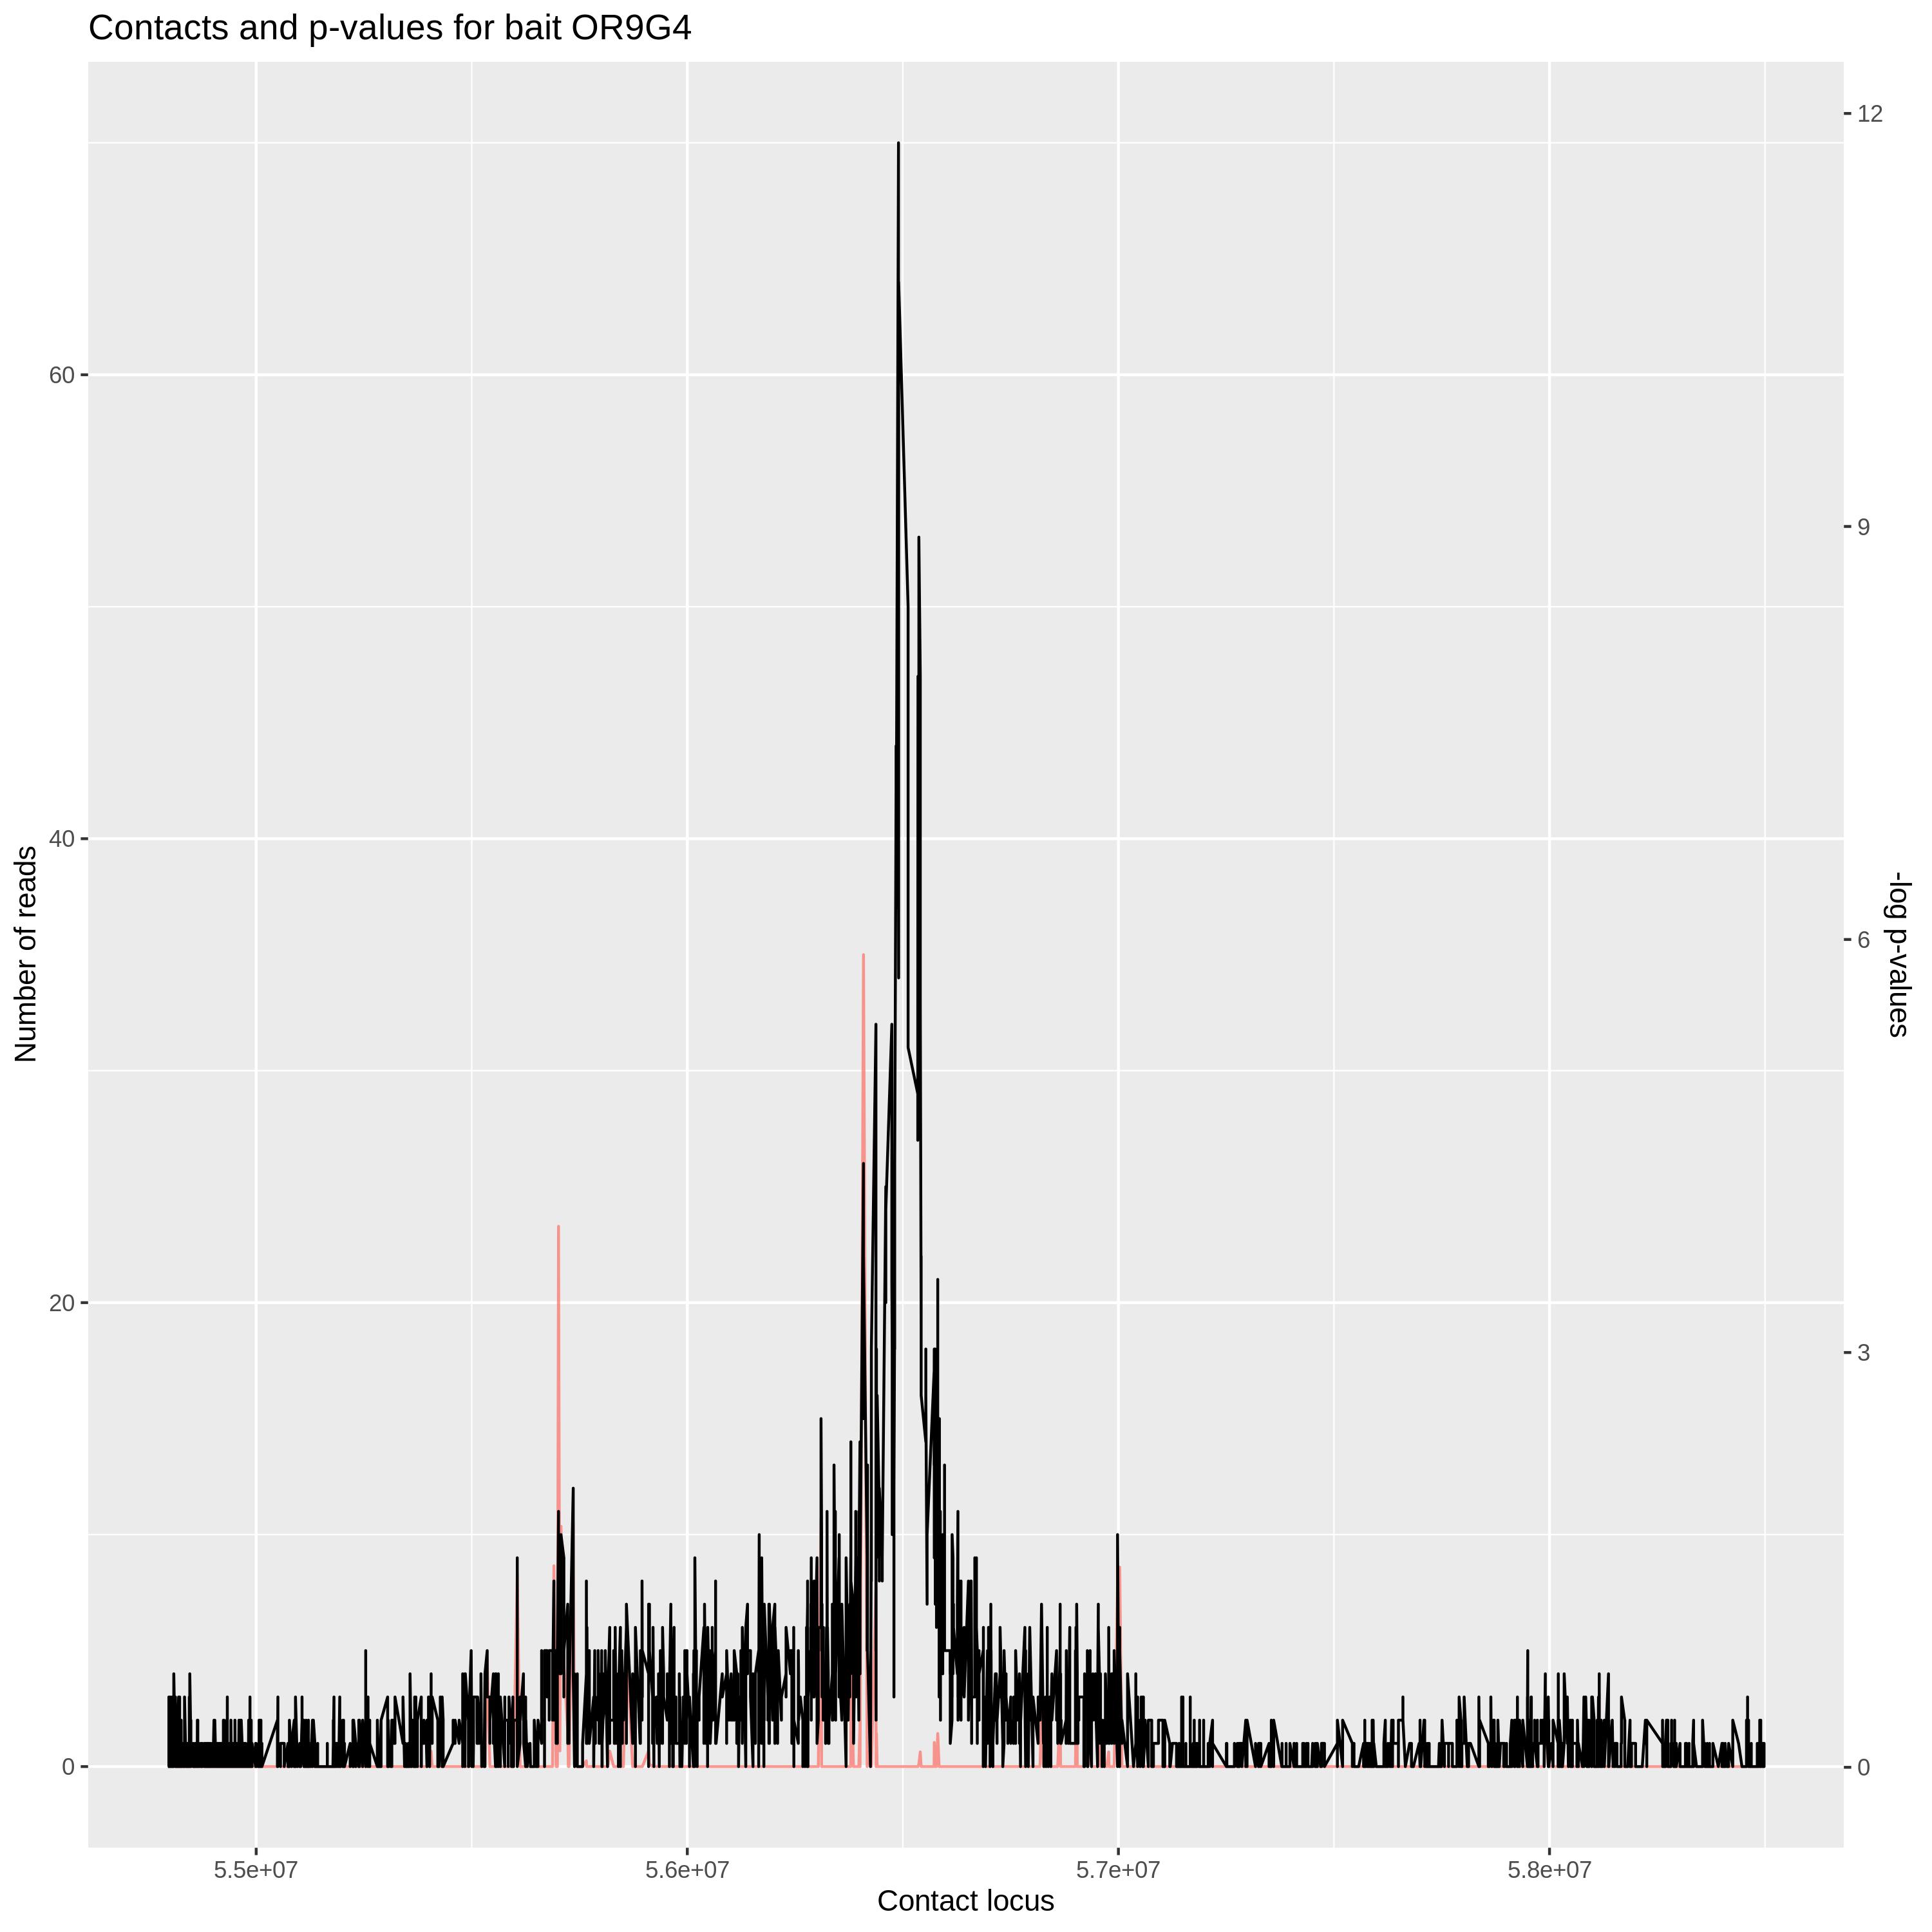 Contacts and p-values for bait OR9G4
12
60
9
40
6
Number of reads
-log p-values
20
3
0
0
5.5e+07
5.6e+07
5.7e+07
5.8e+07
Contact locus